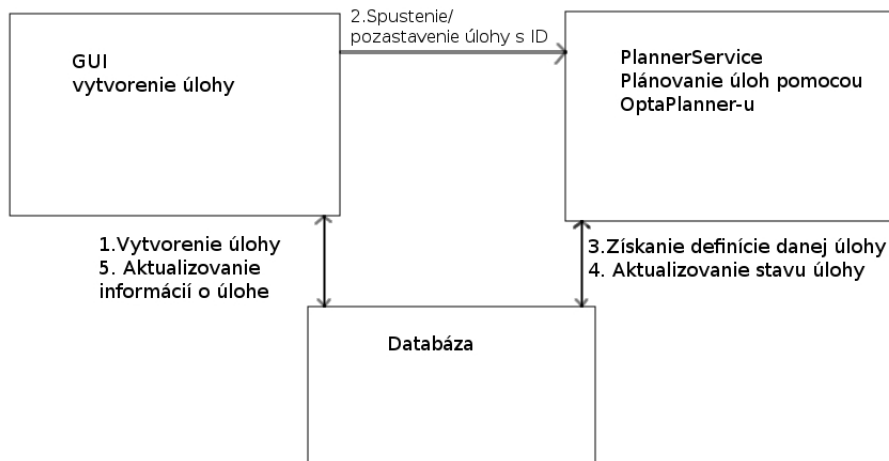 2.Spustenie/
pozastavenie úlohy s ID
GUI
vytvorenie úlohy
PlannerService
Plánovanie úloh pomocou
OptaPlanner-u
1.Vytvorenie úlohy
5. Aktualizovanie
informácií o úlohe
3.Získanie definície danej úlohy
4. Aktualizovanie stavu úlohy
Databáza